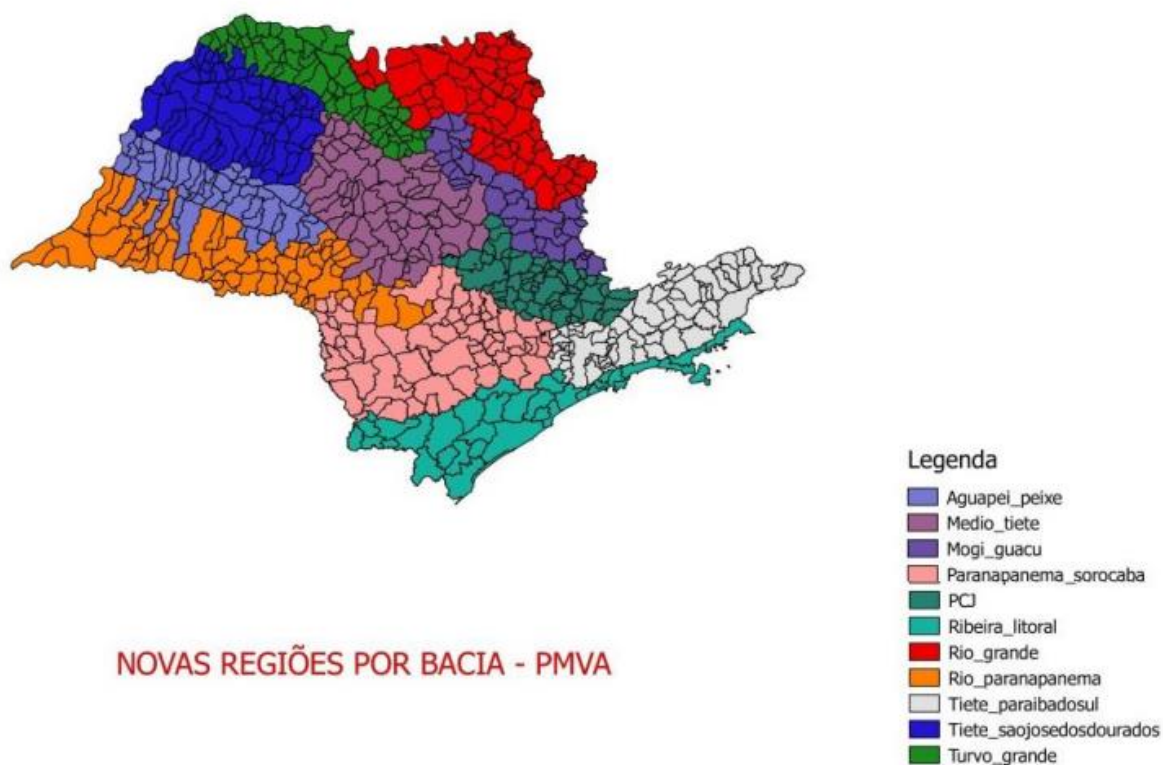 Legenda
Aguapei_peixe
Medio_tiete
Mogi_guacu
Paranapanema_sorocaba
PCJ
Ribeira_litoral
Rio_grande
Rio_paranapanema
Tiete_paraibadosul
Tiete_saojosedosdourados
Turvo_grande
NOVAS REGIÕES POR BACIA - PMVA